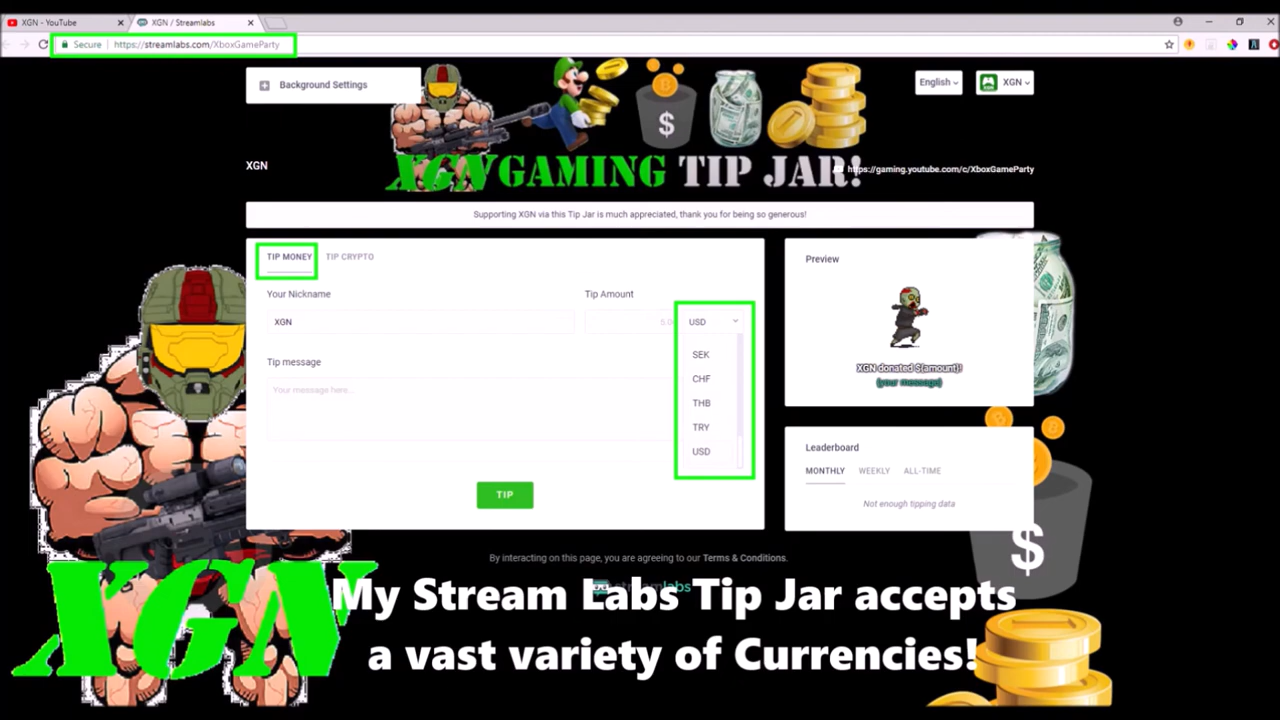 XGN - YouTube
XGN / Streamlabs
Secure
https://streamlabs.com/XboxGameParty
Background Settings
English
XGN
$
XGN
XGNGAMING TIP JAR!
https://gaming.youtube.com/c/XboxGameParty
Supporting XGN via this Tip Jar is much appreciated, thank you for being so generous!
TIP MONEY
TIP CRYPTO
Your Nickname
Tip Amount
XGN
USD
SEK
CHF
THB
TRY
USD
Tip message
Your message here...
TIP
Preview
XGN donated ${amount}!
{your message}
Leaderboard
MONTHLY
WEEKLY
ALL-TIME
Not enough tipping data
By interacting on this page, you are agreeing to our Terms & Conditions.
$
XGN
My Stream Labs Tip Jar accepts
a vast variety of Currencies!